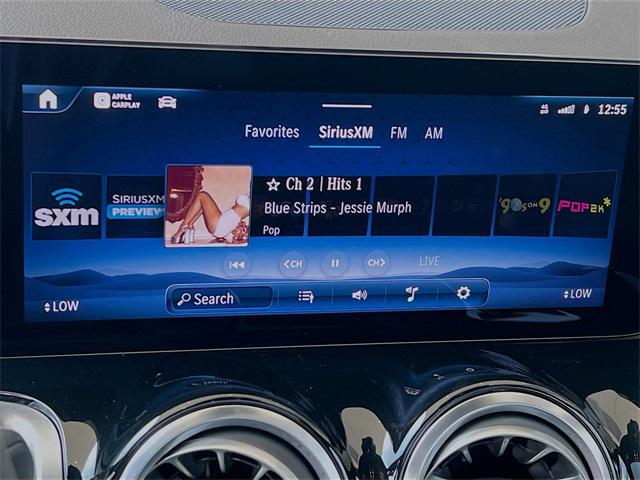 APPLE
CARPLAY
4G
12:55
Favorites SiriusXM FM AM
sxm
SIRIUSXM
PREVIEW
Ch 2 | Hits 1
Blue Strips - Jessie Murph
Pop
'90s ON 9
POP2K
CH
CH
LIVE
LOW
Search
LOW